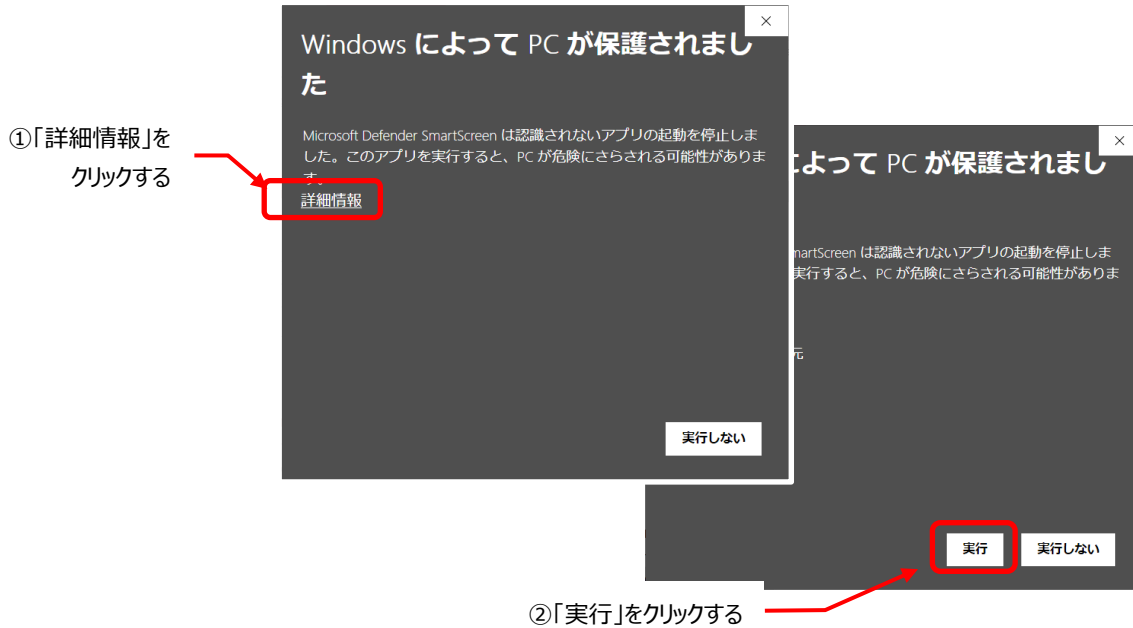 Windows によって PC が保護されまし
た
Microsoft Defender SmartScreen は認識されないアプリの起動を停止しま
した。このアプリを実行すると、PC が危険にさらされる可能性がありま
す。
詳細情報
実行しない
①「詳細情報」を
クリックする
よって PC が保護されまし
martScreen は認識されないアプリの起動を停止しま
実行すると、PC が危険にさらされる可能性がありま
元
実行
実行しない
②「実行」をクリックする